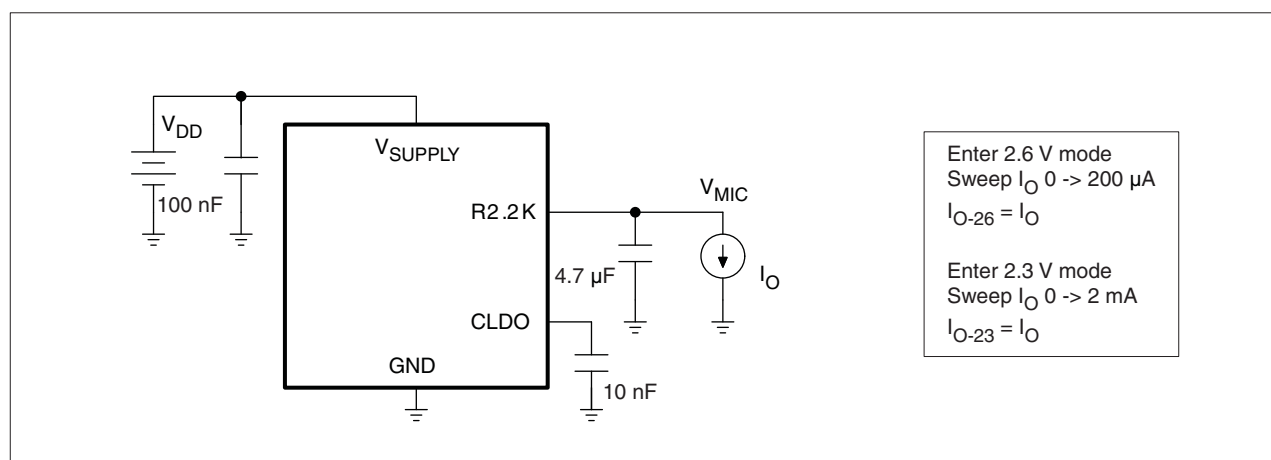 V_DD
100 nF
V_SUPPLY
R2.2K
CLDO
GND
V_MIC
4.7 µF
I_O
10 nF
Enter 2.6 V mode
Sweep I_O 0 -> 200 µA
I_O-26 = I_O
Enter 2.3 V mode
Sweep I_O 0 -> 2 mA
I_O-23 = I_O